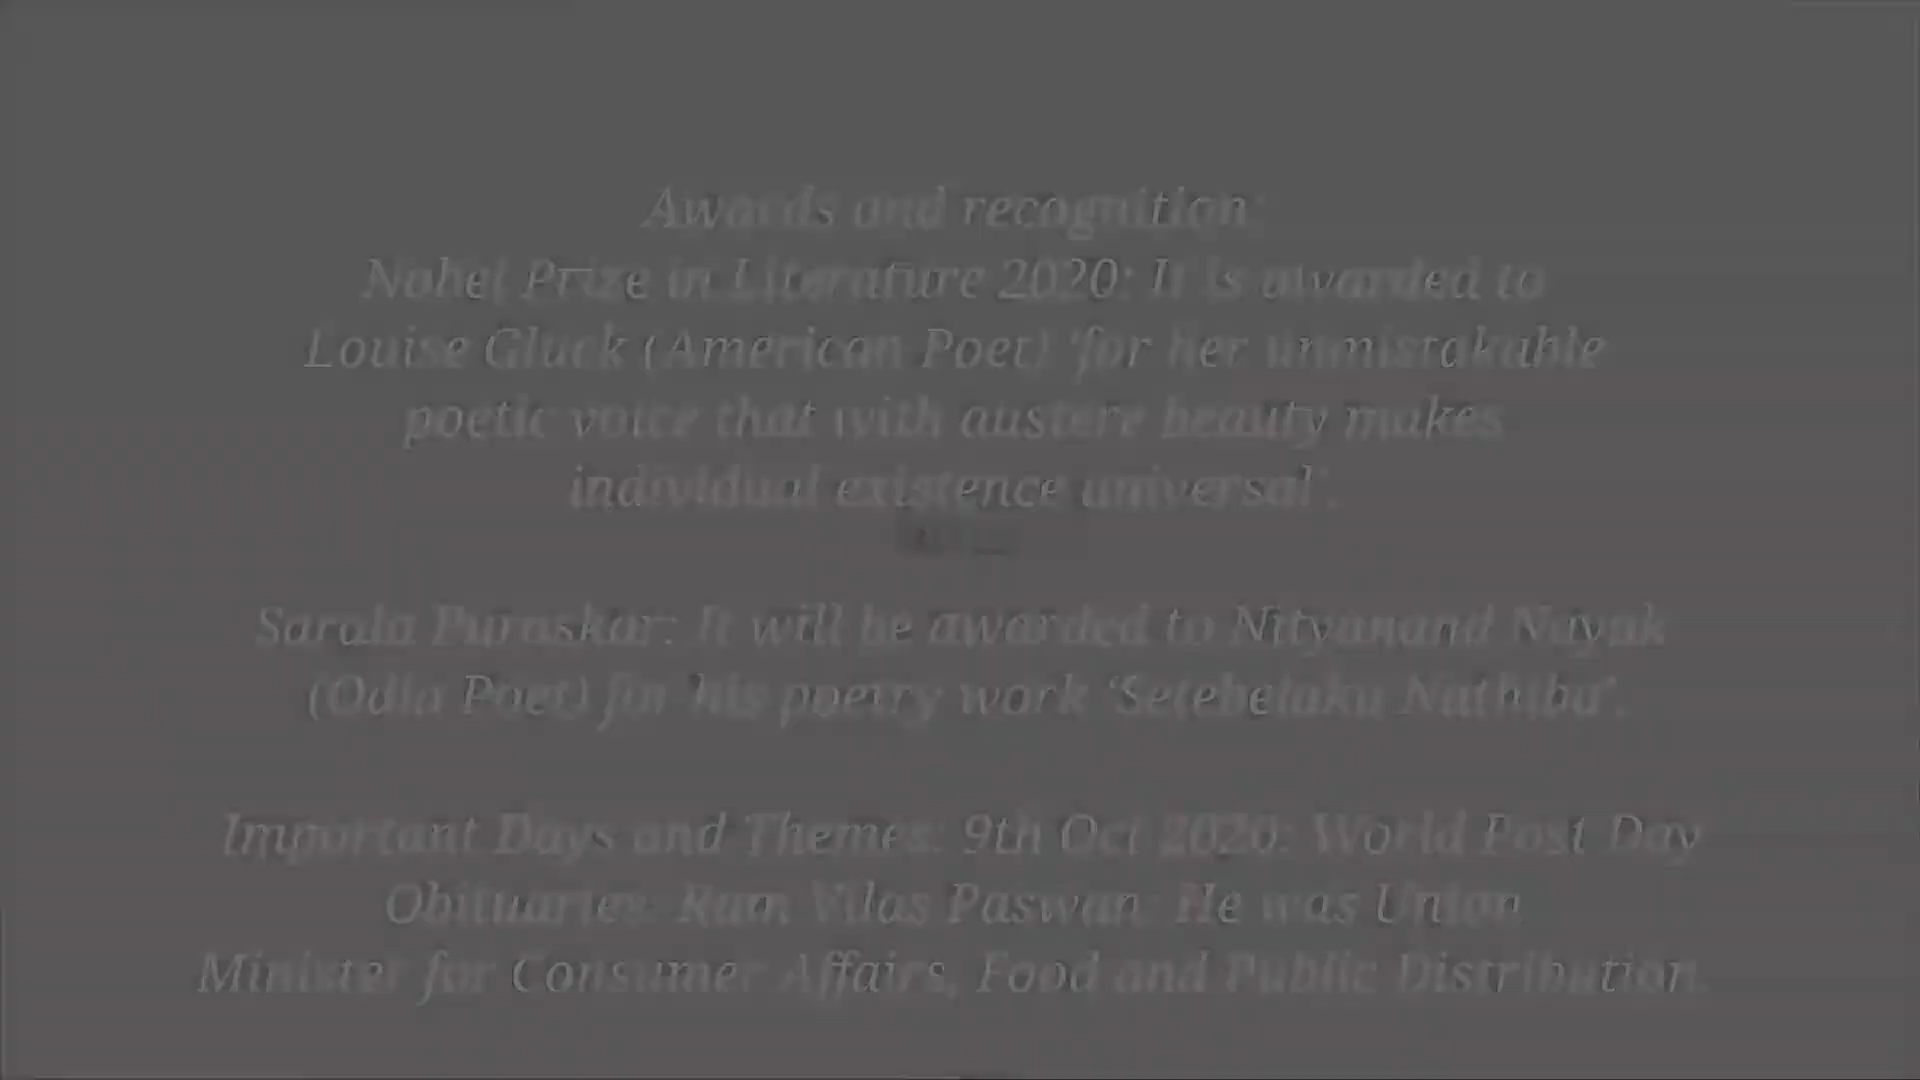 Awards and recognition:
Nobel Prize in Literature 2020: It is awarded to
Louise Gluck (American Poet) 'for her unmistakable
poetic voice that with austere beauty makes
individual existence universal'.
Sarala Puraskar: It will be awarded to Nityanand Nayak
(Odia Poet) for his poetry work ‘Setebelaku Nathiba’.
Important Days and Themes: 9th Oct 2020: World Post Day
Obituaries: Ram Vilas Paswan: He was Union
Minister for Consumer Affairs, Food and Public Distribution.